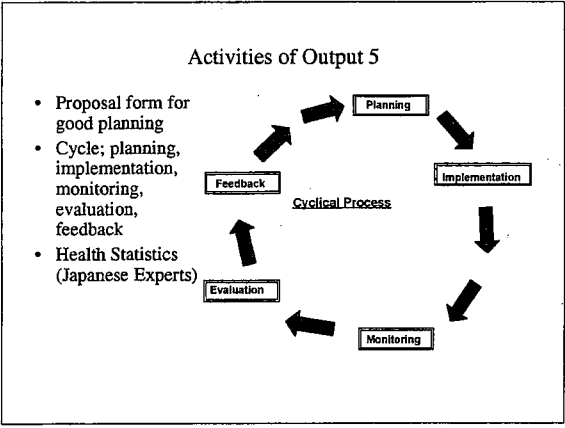 Activities of Output 5
• Proposal form for
good planning
• Cycle; planning,
implementation,
monitoring,
evaluation,
feedback
• Health Statistics
(Japanese Experts)
Planning
Implementation
Monitoring
Evaluation
Feedback
Cyclical Process